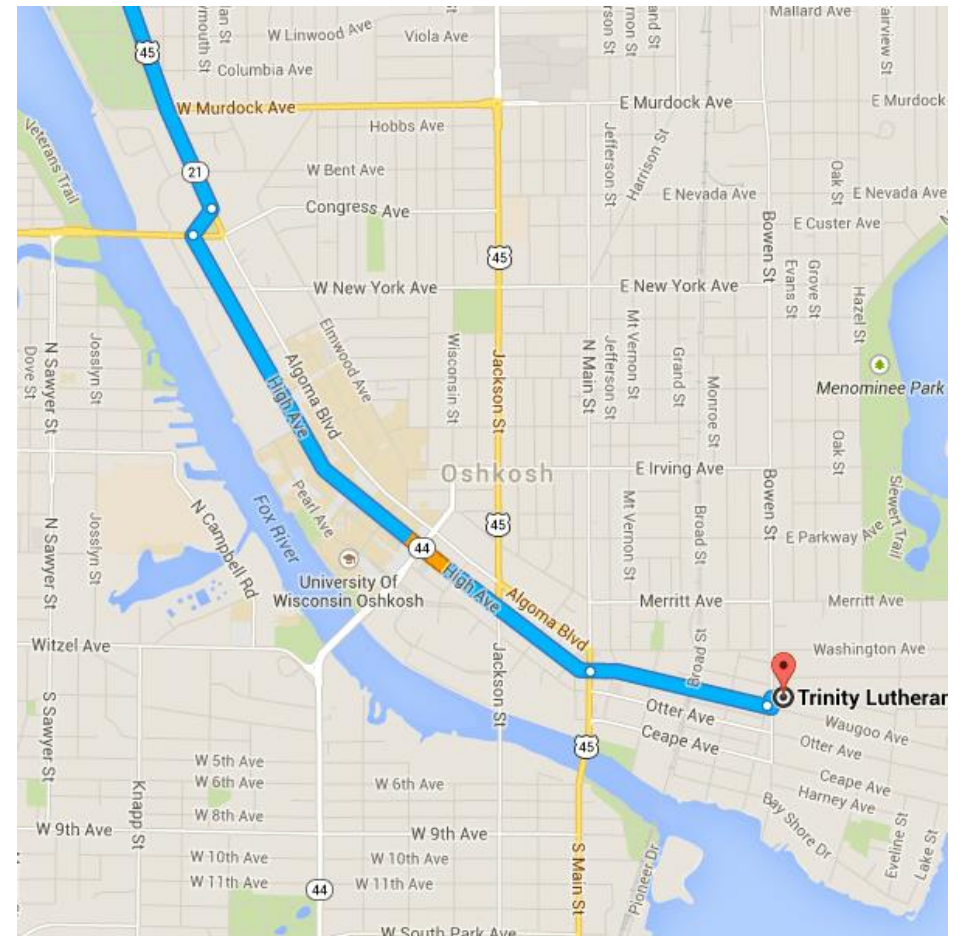 Mallard Ave
W Linwood Ave
Viola Ave
Jefferson St
45
Columbia Ave
W Murdock Ave
E Murdock Ave
E Murdock
Hobbs Ave
Veterans Trail
Jefferson St
Harrison St
21
W Bent Ave
Oak St
E Nevada Ave
E Nevada Ave
Congress Ave
Bowen St
E Custer Ave
45
Evans St
Grove St
W New York Ave
E New York Ave
Hazel St
N Sawyer St
Dove St
Josslyn St
Elmwood Ave
Algoma Blvd
High Ave
Wisconsin St
Jackson St
N Main St
Jefferson St
Mt Vernon St
Grand St
Monroe St
Menominee Park
Oak St
Oshkosh
E Irving Ave
Bowen St
Siewert Trail
Pearl Ave
N Campbell Rd
Fox River
N Sawyer St
Josslyn St
45
Mt Vernon St
Broad St
E Parkway Ave
44
University Of
Wisconsin Oshkosh
High Ave
Algoma Blvd
Merritt Ave
Merritt Ave
Witzel Ave
Jackson St
Broad St
Washington Ave
Trinity Lutheran
S Sawyer St
Otter Ave
Waugoo Ave
Ceape Ave
Otter Ave
45
W 5th Ave
W 6th Ave
W 6th Ave
Ceape Ave
Knapp St
Harney Ave
W 8th Ave
Bay Shore Dr
W 9th Ave
W 9th Ave
Eveline St
Lake St
W 10th Ave
W 10th Ave
W 11th Ave
44
W 11th Ave
S Main St
Pioneer Dr
W South Park Ave